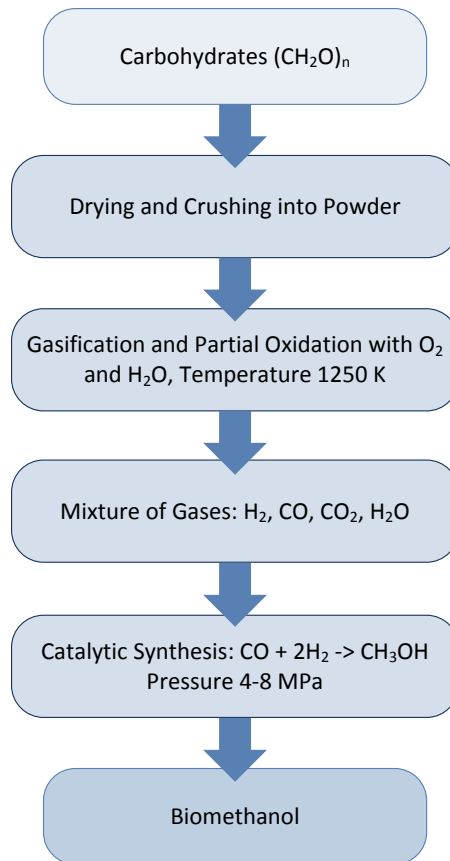 Carbohydrates (CH₂O)ₙ
Drying and Crushing into Powder
Gasification and Partial Oxidation with O₂
and H₂O, Temperature 1250 K
Mixture of Gases: H₂, CO, CO₂, H₂O
Catalytic Synthesis: CO + 2H₂ -> CH₃OH
Pressure 4-8 MPa
Biomethanol